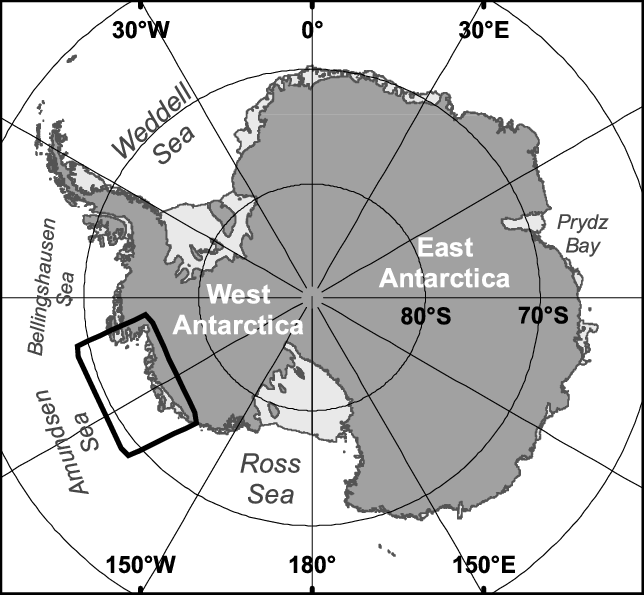 30°W
0°
30°E
Weddell
Sea
Prydz
Bay
East
Antarctica
Bellingshausen
Sea
West
Antarctica
80°S
70°S
Amundsen
Sea
Ross
Sea
150°W
180°
150°E